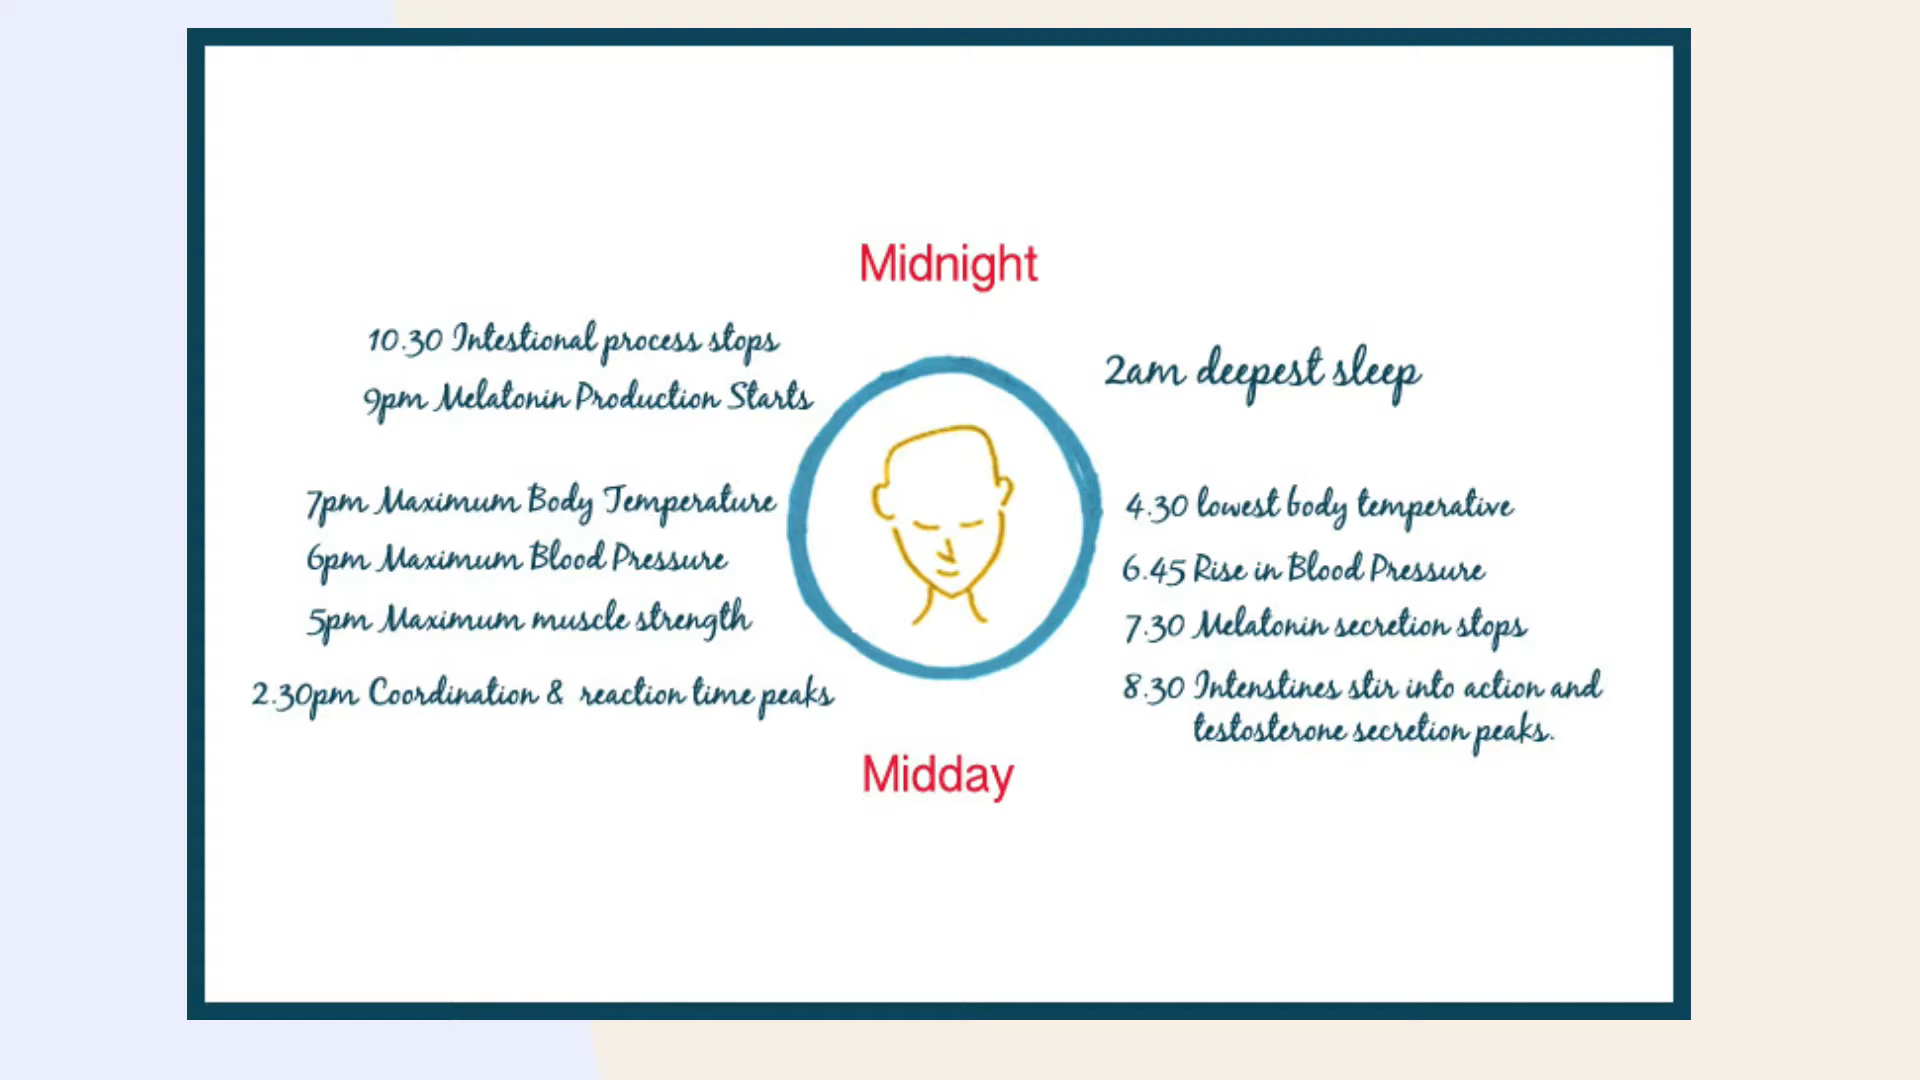 Midnight
10.30 Intestional process stops
9pm Melatonin Production Starts
7pm Maximum Body Temperature
6pm Maximum Blood Pressure
5pm Maximum muscle strength
2.30pm Coordination & reaction time peaks
2am deepest sleep
4.30 lowest body temperative
6.45 Rise in Blood Pressure
7.30 Melatonin secretion stops
8.30 Intenstines stir into action and
testosterone secretion peaks.
Midday